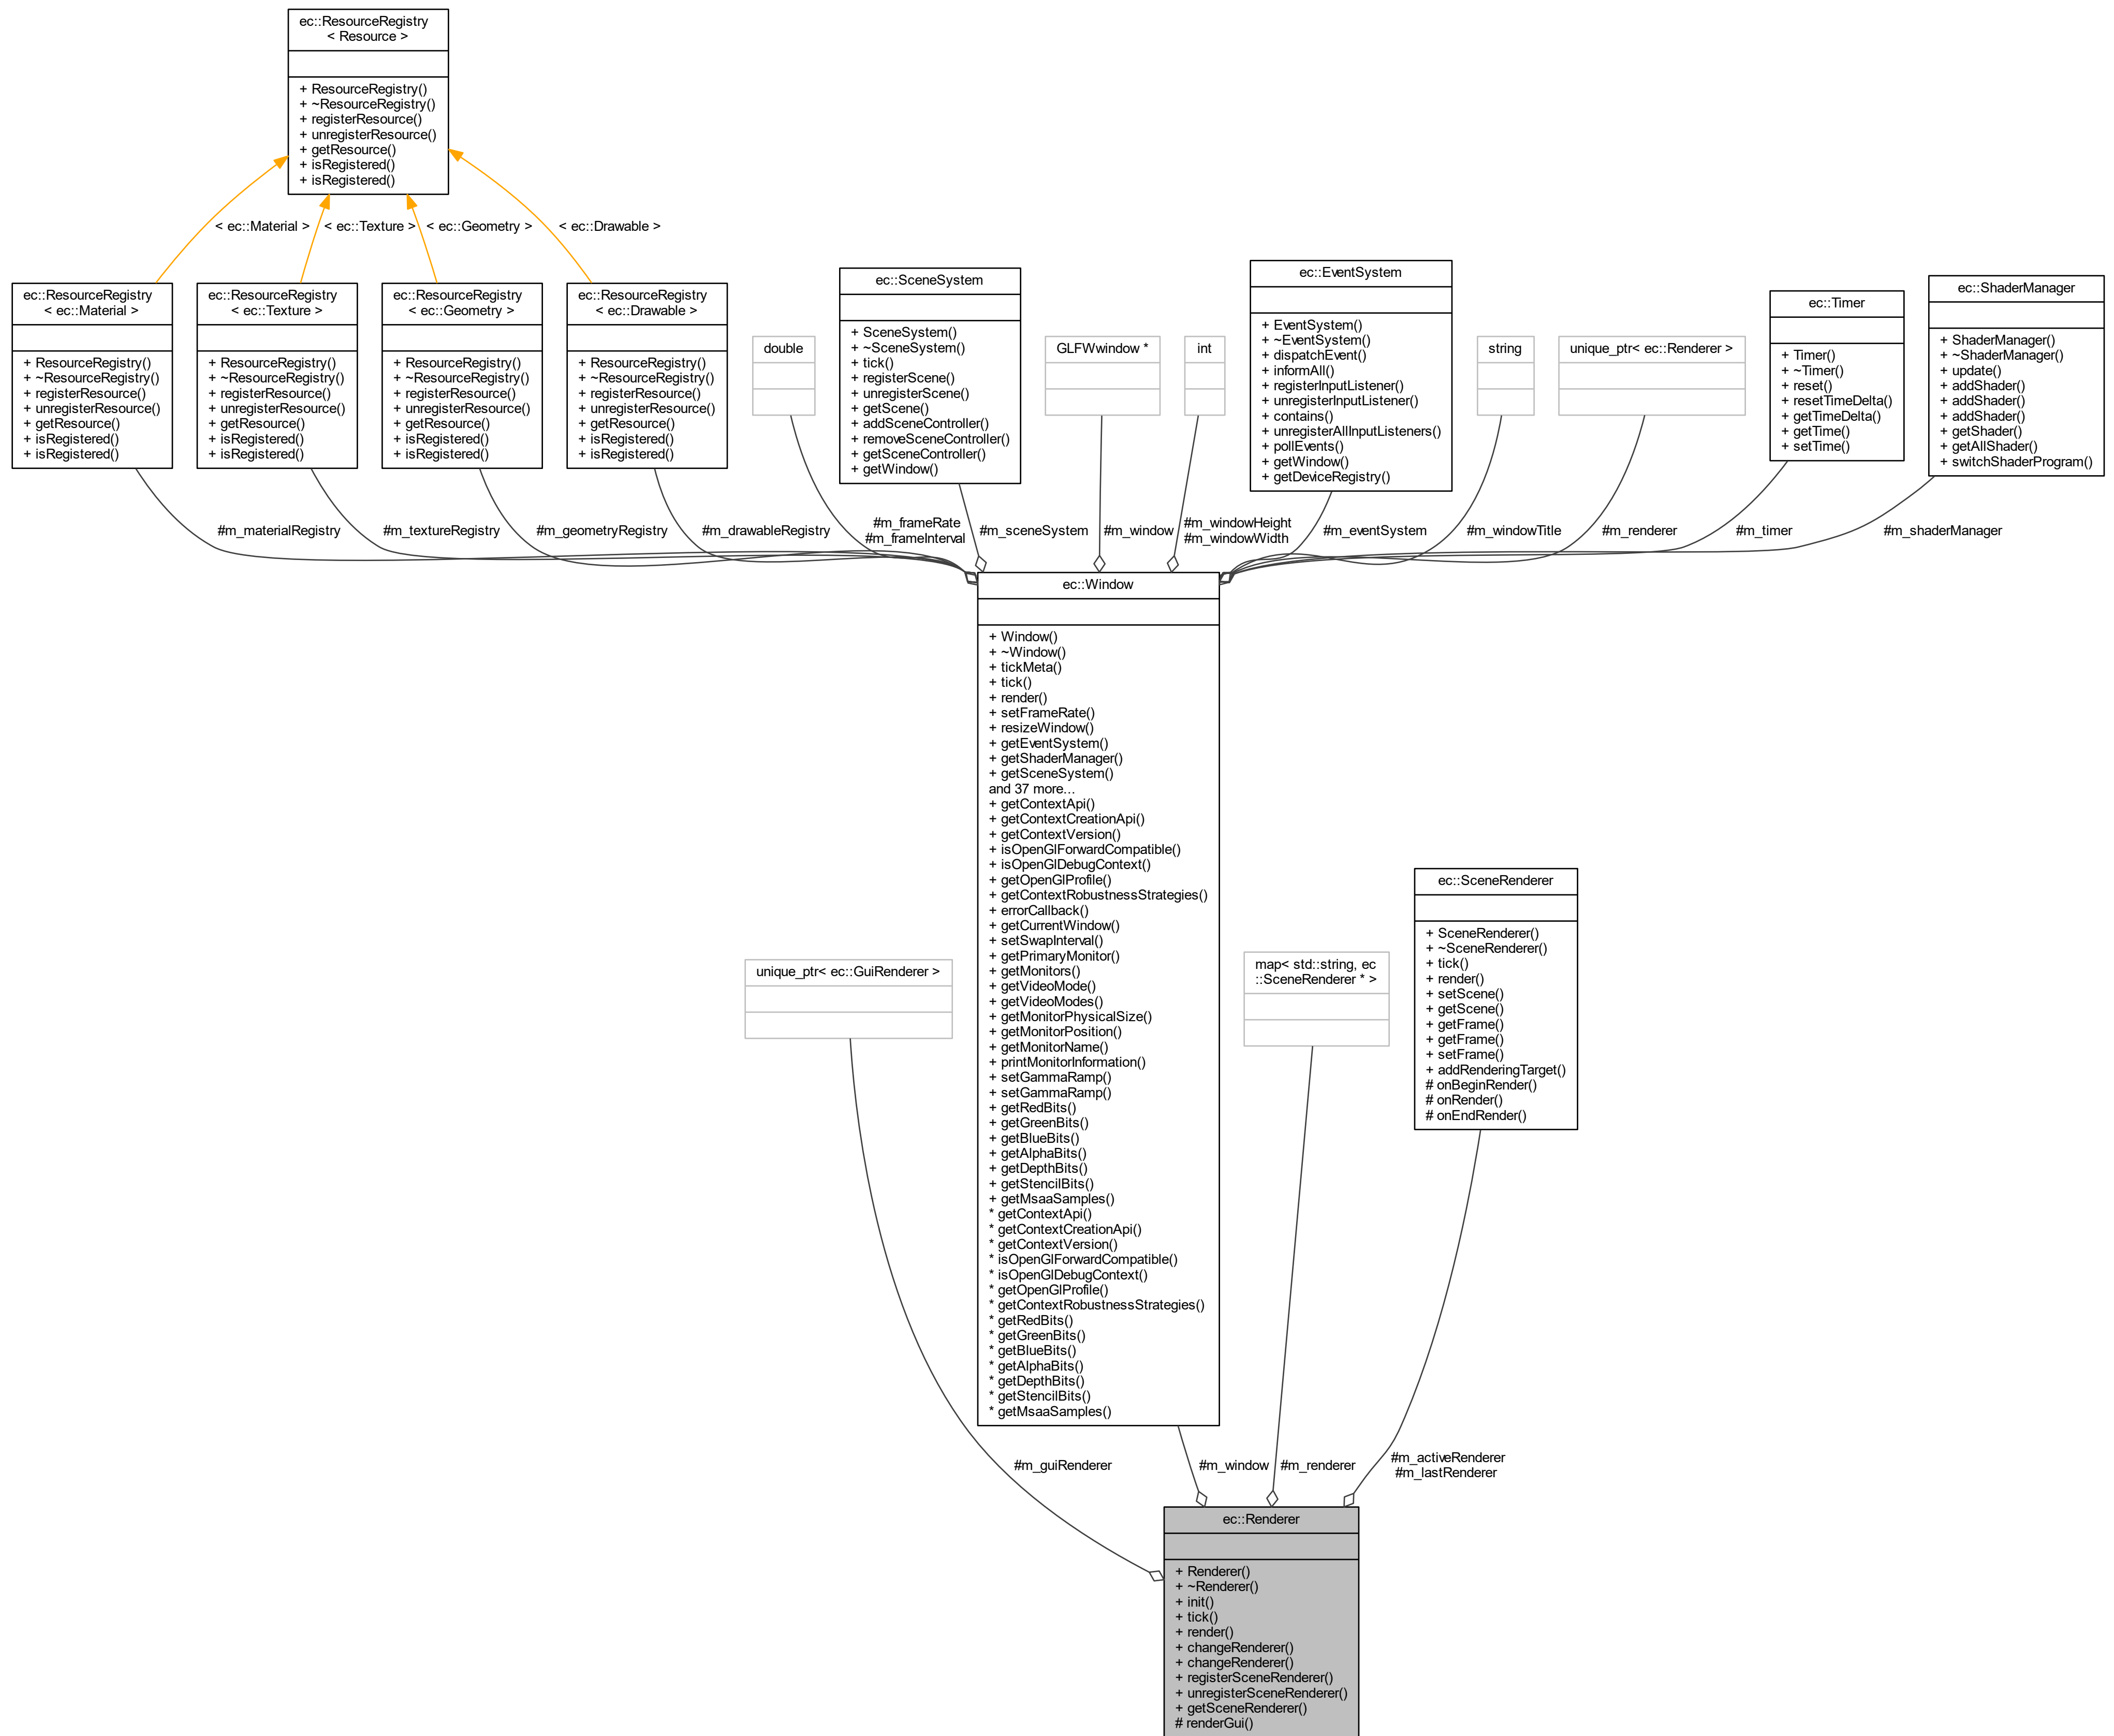 ec::ResourceRegistry
< Resource >
+ ResourceRegistry()
+ ~ResourceRegistry()
+ registerResource()
+ unregisterResource()
+ getResource()
+ isRegistered()
+ isRegistered()
< ec::Material >
< ec::Texture >
< ec::Geometry >
< ec::Drawable >
ec::ResourceRegistry
< ec::Material >
+ ResourceRegistry()
+ ~ResourceRegistry()
+ registerResource()
+ unregisterResource()
+ getResource()
+ isRegistered()
+ isRegistered()
ec::ResourceRegistry
< ec::Texture >
+ ResourceRegistry()
+ ~ResourceRegistry()
+ registerResource()
+ unregisterResource()
+ getResource()
+ isRegistered()
+ isRegistered()
ec::ResourceRegistry
< ec::Geometry >
+ ResourceRegistry()
+ ~ResourceRegistry()
+ registerResource()
+ unregisterResource()
+ getResource()
+ isRegistered()
+ isRegistered()
ec::ResourceRegistry
< ec::Drawable >
+ ResourceRegistry()
+ ~ResourceRegistry()
+ registerResource()
+ unregisterResource()
+ getResource()
+ isRegistered()
+ isRegistered()
double
ec::SceneSystem
+ SceneSystem()
+ ~SceneSystem()
+ tick()
+ registerScene()
+ unregisterScene()
+ getScene()
+ addSceneController()
+ removeSceneController()
+ getSceneController()
+ getWindow()
GLFWwindow *
int
ec::EventSystem
+ EventSystem()
+ ~EventSystem()
+ dispatchEvent()
+ informAll()
+ registerInputListener()
+ unregisterInputListener()
+ contains()
+ unregisterAllInputListeners()
+ pollEvents()
+ getWindow()
+ getDeviceRegistry()
string
unique_ptr< ec::Renderer >
ec::Timer
+ Timer()
+ ~Timer()
+ reset()
+ resetTimeDelta()
+ getTimeDelta()
+ getTime()
+ setTime()
ec::ShaderManager
+ ShaderManager()
+ ~ShaderManager()
+ update()
+ addShader()
+ addShader()
+ addShader()
+ getShader()
+ getAllShader()
+ switchShaderProgram()
#m_materialRegistry
#m_textureRegistry
#m_geometryRegistry
#m_drawableRegistry
#m_frameRate
#m_frameInterval
#m_sceneSystem
#m_window
#m_windowHeight
#m_windowWidth
#m_eventSystem
#m_windowTitle
#m_renderer
#m_timer
#m_shaderManager
ec::Window
+ Window()
+ ~Window()
+ tickMeta()
+ tick()
+ render()
+ setFrameRate()
+ resizeWindow()
+ getEventSystem()
+ getShaderManager()
+ getSceneSystem()
and 37 more...
+ getContextApi()
+ getContextCreationApi()
+ getContextVersion()
+ isOpenGlForwardCompatible()
+ isOpenGlDebugContext()
+ getOpenGlProfile()
+ getContextRobustnessStrategies()
+ errorCallback()
+ getCurrentWindow()
+ setSwapInterval()
+ getPrimaryMonitor()
+ getMonitors()
+ getVideoMode()
+ getVideoModes()
+ getMonitorPhysicalSize()
+ getMonitorPosition()
+ getMonitorName()
+ printMonitorInformation()
+ setGammaRamp()
+ setGammaRamp()
+ getRedBits()
+ getGreenBits()
+ getBlueBits()
+ getAlphaBits()
+ getDepthBits()
+ getStencilBits()
+ getMsaaSamples()
* getContextApi()
* getContextCreationApi()
* getContextVersion()
* isOpenGlForwardCompatible()
* isOpenGlDebugContext()
* getOpenGlProfile()
* getContextRobustnessStrategies()
* getRedBits()
* getGreenBits()
* getBlueBits()
* getAlphaBits()
* getDepthBits()
* getStencilBits()
* getMsaaSamples()
unique_ptr< ec::GuiRenderer >
map< std::string, ec
::SceneRenderer * >
ec::SceneRenderer
+ SceneRenderer()
+ ~SceneRenderer()
+ tick()
+ render()
+ setScene()
+ getScene()
+ getFrame()
+ getFrame()
+ setFrame()
+ addRenderingTarget()
# onBeginRender()
# onRender()
# onEndRender()
#m_guiRenderer
#m_window
#m_renderer
#m_activeRenderer
#m_lastRenderer
ec::Renderer
+ Renderer()
+ ~Renderer()
+ init()
+ tick()
+ render()
+ changeRenderer()
+ changeRenderer()
+ registerSceneRenderer()
+ unregisterSceneRenderer()
+ getSceneRenderer()
# renderGui()